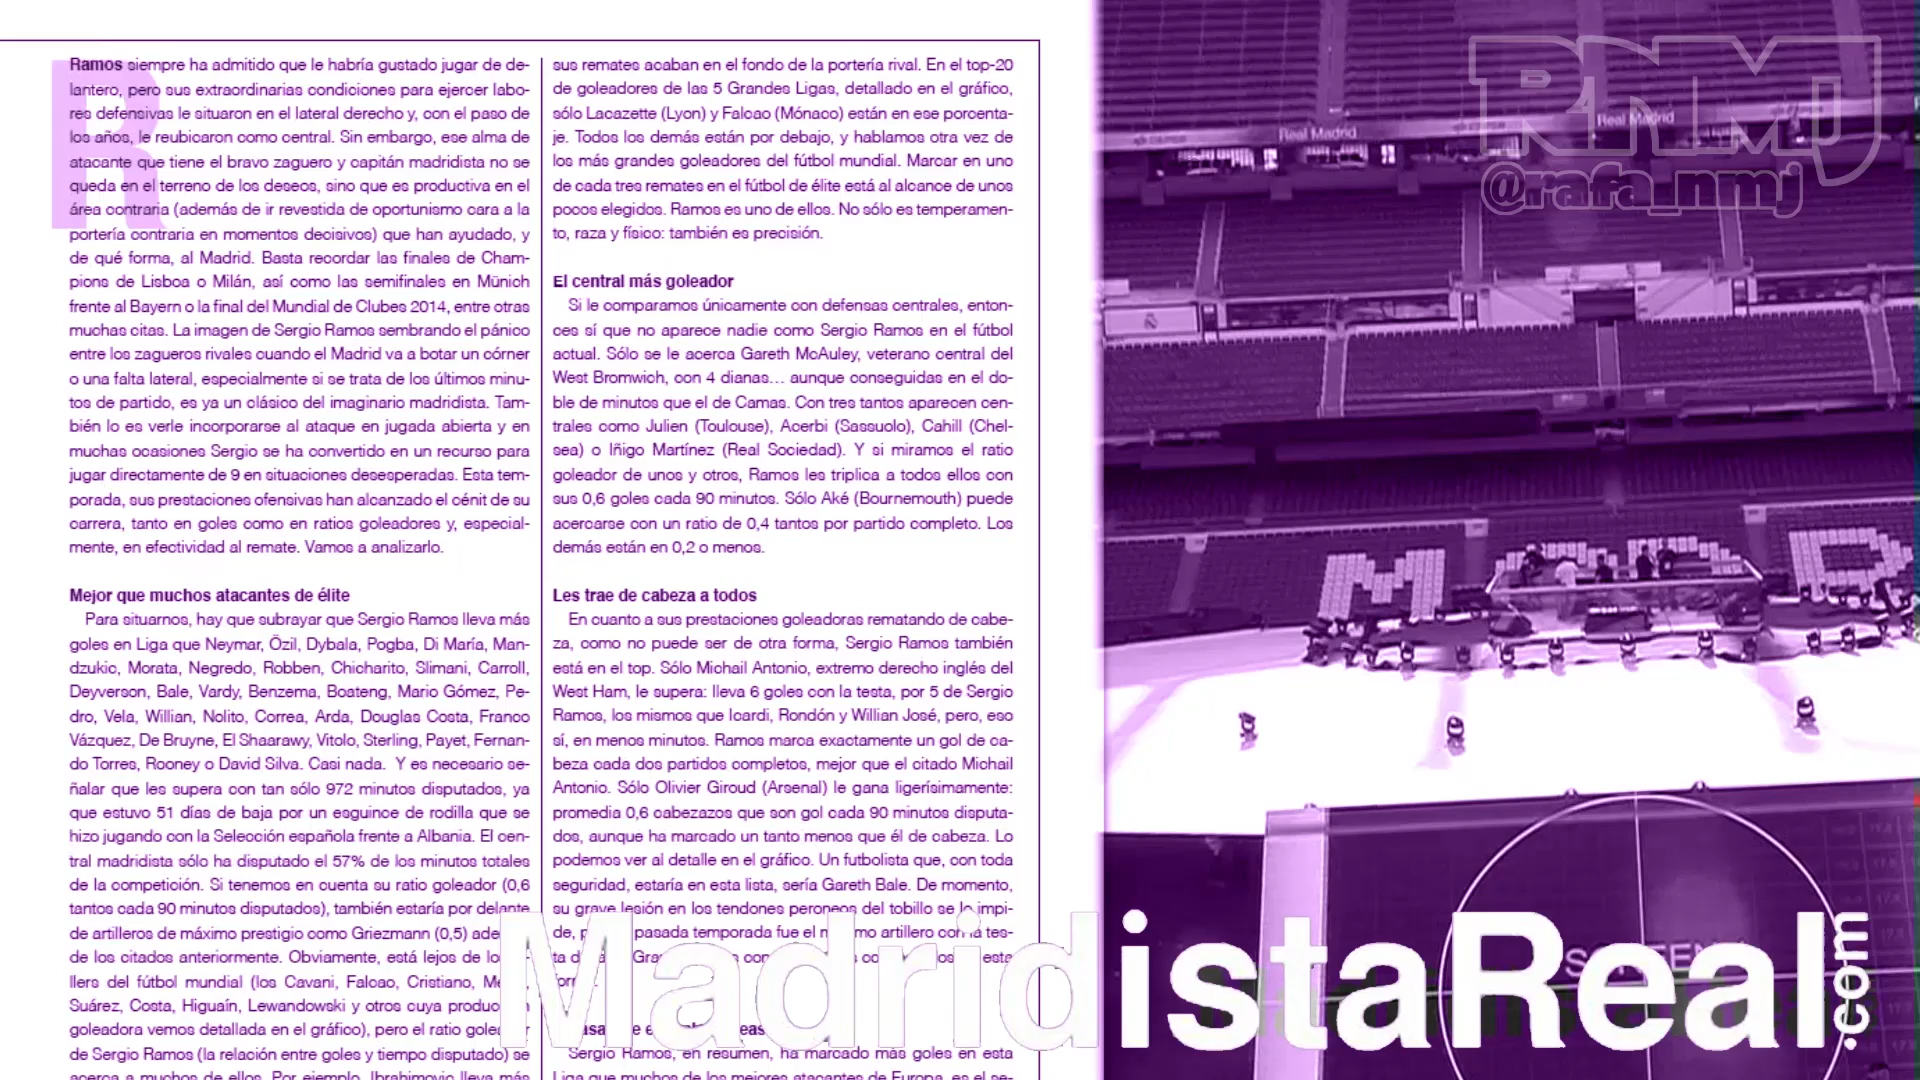 R
Ramos siempre ha admitido que le habría gustado jugar de de-
lantero, pero sus extraordinarias condiciones para ejercer labo-
res defensivas le situaron en el lateral derecho y, con el paso de
los años, le reubicaron como central. Sin embargo, ese alma de
atacante que tiene el bravo zaguero y capitán madridista no se
queda en el terreno de los deseos, sino que es productiva en el
área contraria (además de ir revestida de oportunismo cara a la
portería contraria en momentos decisivos) que han ayudado, y
de qué forma, al Madrid. Basta recordar las finales de Cham-
pions de Lisboa o Milán, así como las semifinales en Münich
frente al Bayern o la final del Mundial de Clubes 2014, entre otras
muchas citas. La imagen de Sergio Ramos sembrando el pánico
entre los zagueros rivales cuando el Madrid va a botar un córner
o una falta lateral, especialmente si se trata de los últimos minu-
tos de partido, es ya un clásico del imaginario madridista. Tam-
bién lo es verle incorporarse al ataque en jugada abierta y en
muchas ocasiones Sergio se ha convertido en un recurso para
jugar directamente de 9 en situaciones desesperadas. Esta tem-
porada, sus prestaciones ofensivas han alcanzado el cénit de su
carrera, tanto en goles como en ratios goleadores y, especial-
mente, en efectividad al remate. Vamos a analizarlo.
Mejor que muchos atacantes de élite
Para situarnos, hay que subrayar que Sergio Ramos lleva más
goles en Liga que Neymar, Özil, Dybala, Pogba, Di María, Man-
dzukic, Morata, Negredo, Robben, Chicharito, Slimani, Carroll,
Deyverson, Bale, Vardy, Benzema, Boateng, Mario Gómez, Pe-
dro, Vela, Willian, Nolito, Correa, Arda, Douglas Costa, Franco
Vázquez, De Bruyne, El Shaarawy, Vitolo, Sterling, Payet, Fernan-
do Torres, Rooney o David Silva. Casi nada. Y es necesario se-
ñalar que les supera con tan sólo 972 minutos disputados, ya
que estuvo 51 días de baja por un esguince de rodilla que se
hizo jugando con la Selección española frente a Albania. El cen-
tral madridista sólo ha disputado el 57% de los minutos totales
de la competición. Si tenemos en cuenta su ratio goleador (0,6
tantos cada 90 minutos disputados), también estaría por delante
de artilleros de máximo prestigio como Griezmann (0,5)
de los citados anteriormente. Obviamente, está lejos de
llers del fútbol mundial (los Cavani, Falcao, Cristiano,
Suárez, Costa, Higuaín, Lewandowski y otros cuya
goleadora vemos detallada en el gráfico), pero el ratio
de Sergio Ramos (la relación entre goles y tiempo disputado) se
acerca a muchos de ellos. Por ejemplo, Ibrahimovic lleva más
sus remates acaban en el fondo de la portería rival. En el top-20
de goleadores de las 5 Grandes Ligas, detallado en el gráfico,
sólo Lacazette (Lyon) y Falcao (Mónaco) están en ese porcenta-
je. Todos los demás están por debajo, y hablamos otra vez de
los más grandes goleadores del fútbol mundial. Marcar en uno
de cada tres remates en el fútbol de élite está al alcance de unos
pocos elegidos. Ramos es uno de ellos. No sólo es temperamen-
to, raza y físico: también es precisión.
El central más goleador
Si le comparamos únicamente con defensas centrales, enton-
ces sí que no aparece nadie como Sergio Ramos en el fútbol
actual. Sólo se le acerca Gareth McAuley, veterano central del
West Bromwich, con 4 dianas… aunque conseguidas en el do-
ble de minutos que el de Camas. Con tres tantos aparecen cen-
trales como Julien (Toulouse), Acerbi (Sassuolo), Cahill (Chel-
sea) o Iñigo Martínez (Real Sociedad). Y si miramos el ratio
goleador de unos y otros, Ramos les triplica a todos ellos con
sus 0,6 goles cada 90 minutos. Sólo Aké (Bournemouth) puede
acercarse con un ratio de 0,4 tantos por partido completo. Los
demás están en 0,2 o menos.
Les trae de cabeza a todos
En cuanto a sus prestaciones goleadoras rematando de cabe-
za, como no puede ser de otra forma, Sergio Ramos también
está en el top. Sólo Michail Antonio, extremo derecho inglés del
West Ham, le supera: lleva 6 goles con la testa, por 5 de Sergio
Ramos, los mismos que Icardi, Rondón y Willian José, pero, eso
sí, en menos minutos. Ramos marca exactamente un gol de ca-
beza cada dos partidos completos, mejor que el citado Michail
Antonio. Sólo Olivier Giroud (Arsenal) le gana ligerísimamente:
promedia 0,6 cabezazos que son gol cada 90 minutos disputa-
dos, aunque ha marcado un tanto menos que él de cabeza. Lo
podemos ver al detalle en el gráfico. Un futbolista que, con toda
seguridad, estaría en esta lista, sería Gareth Bale. De momento,
su grave lesión en los tendones peroneos del tobillo se lo impi-
de, pasada temporada fue el artillero con la tes-
ta esta
Sergio Ramos, en resumen, ha marcado más goles en esta
Liga que muchos de los mejores atacantes de Europa, es el se-
Real Madrid
Real Madrid
RNMJ
@rafa_nmj
MadridistaReal.com